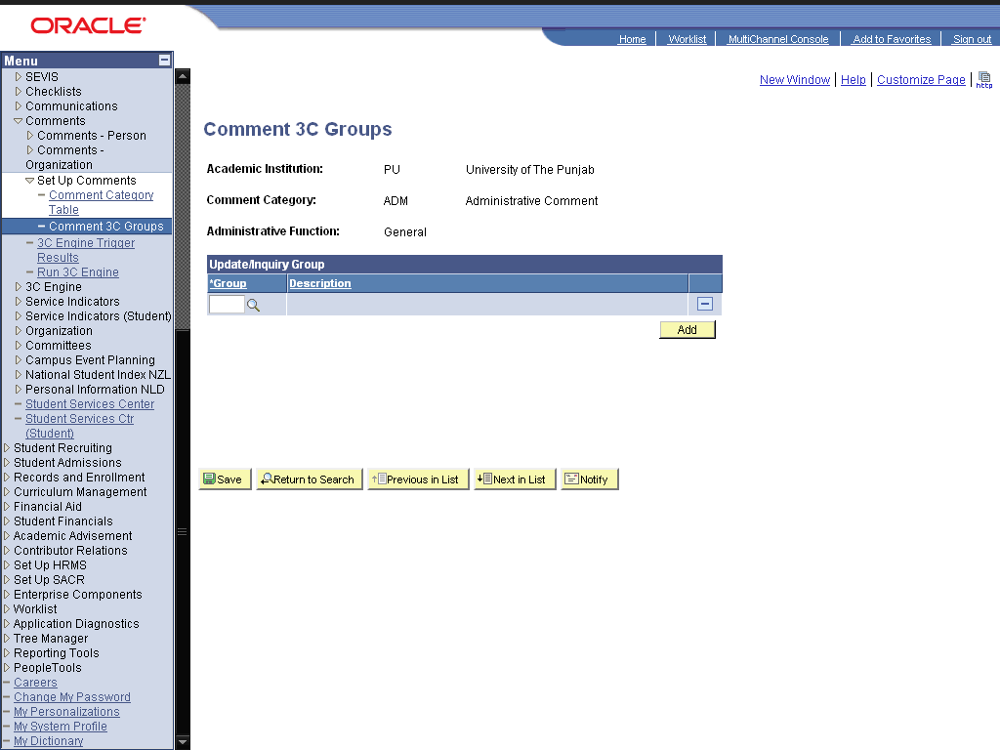 ORACLE
Home
Worklist
MultiChannel Console
Add to Favorites
Sign out
Menu
SEVIS
Checklists
Communications
Comments
Comments - Person
Comments -
Organization
Set Up Comments
Comment Category
Table
Comment 3C Groups
3C Engine Trigger
Results
Run 3C Engine
3C Engine
Service Indicators
Service Indicators (Student)
Organization
Committees
Campus Event Planning
National Student Index NZL
Personal Information NLD
Student Services Center
Student Services Ctr
(Student)
Student Recruiting
Student Admissions
Records and Enrollment
Curriculum Management
Financial Aid
Student Financials
Academic Advisement
Contributor Relations
Set Up HRMS
Set Up SACR
Enterprise Components
Worklist
Application Diagnostics
Tree Manager
Reporting Tools
PeopleTools
Careers
Change My Password
My Personalizations
My System Profile
My Dictionary
New Window | Help | Customize Page |
http
Comment 3C Groups
Academic Institution: PU University of The Punjab
Comment Category: ADM Administrative Comment
Administrative Function: General
Update/Inquiry Group
*Group Description
Add
Save
Return to Search
Previous in List
Next in List
Notify